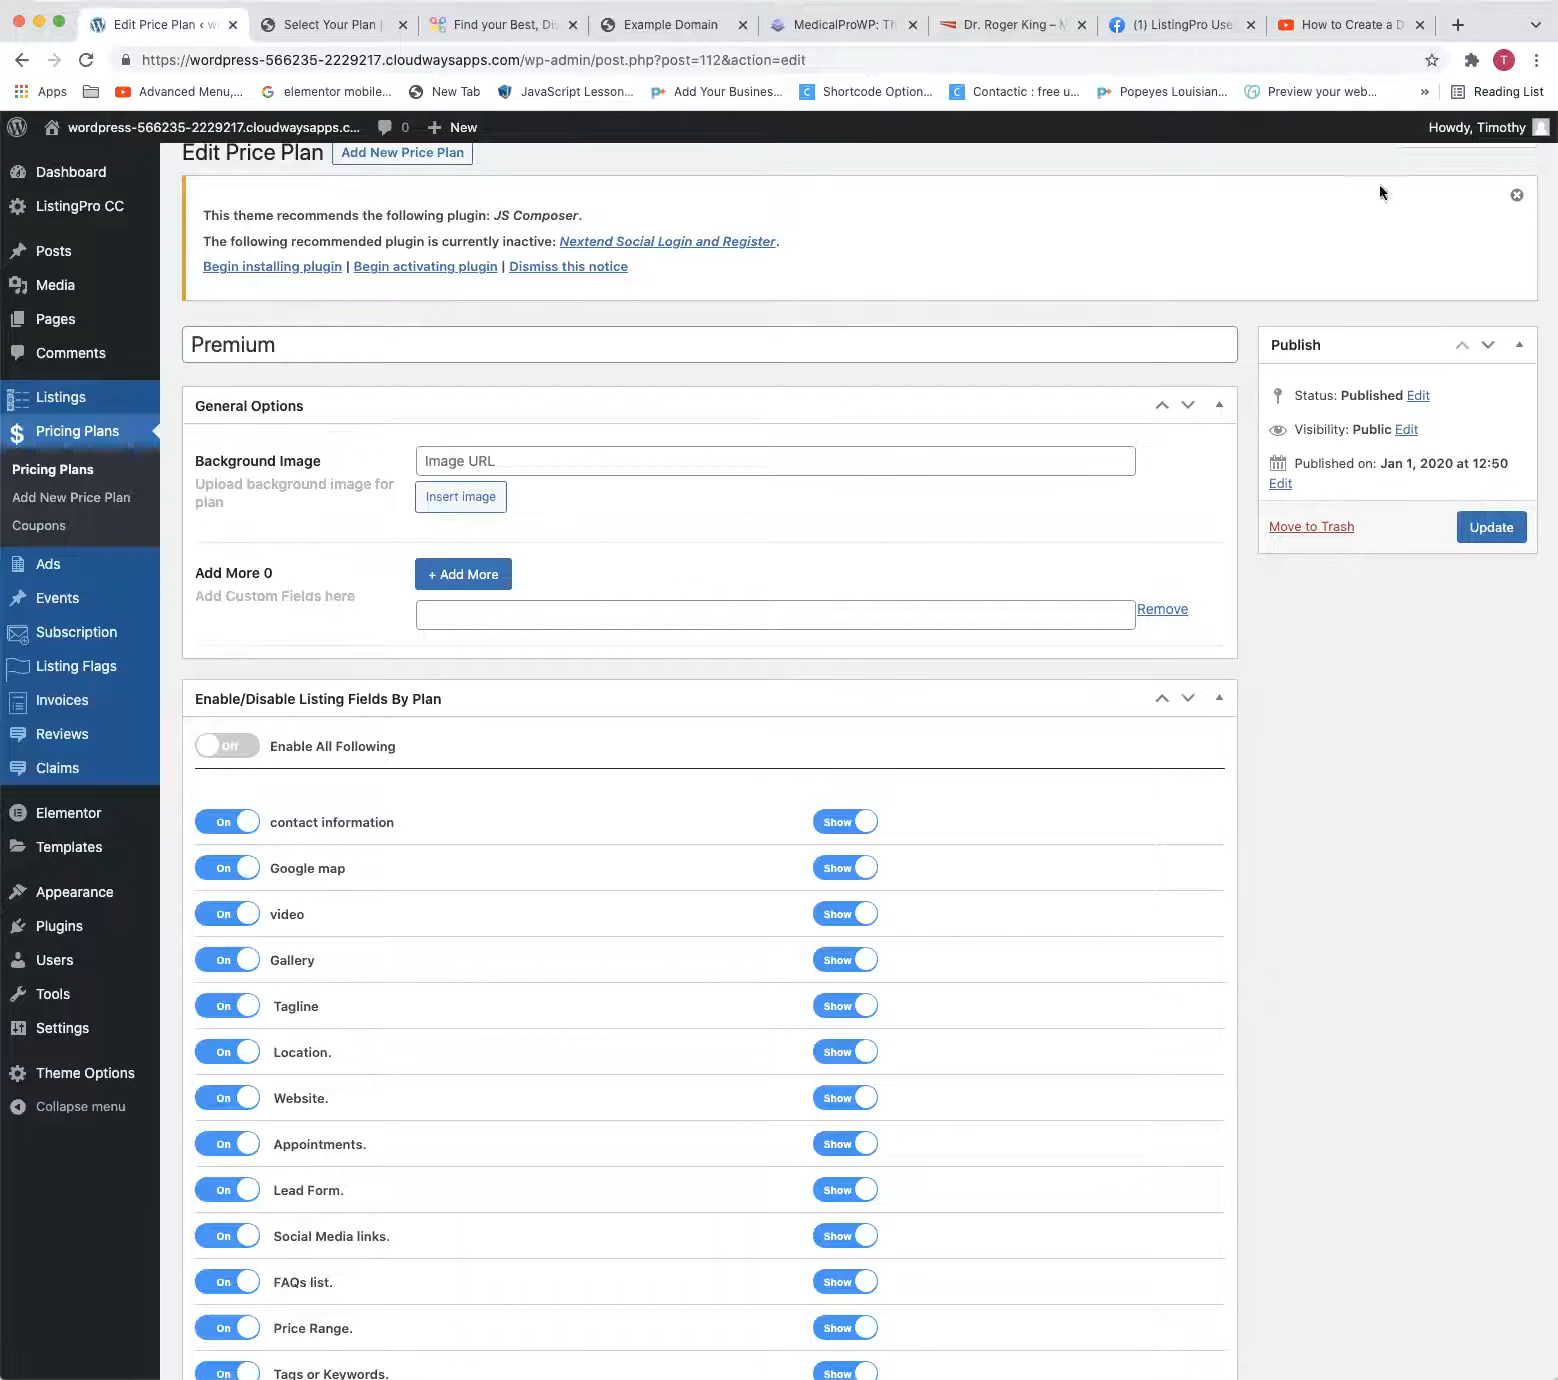 Edit Price Plan ‹ w
Select Your Plan
Find your Best, Di
Example Domain
MedicalProWP: Th
Dr. Roger King – M
(1) ListingPro Use
How to Create a D
https://wordpress-566235-2229217.cloudwaysapps.com/wp-admin/post.php?post=112&action=edit
T
Apps
Advanced Menu,...
elementor mobile...
New Tab
JavaScript Lesson...
Add Your Busines...
Shortcode Option...
Contactic : free u...
Popeyes Louisian...
Preview your web...
»
Reading List
wordpress-566235-2229217.cloudwaysapps.c...
0
New
Howdy, Timothy
Dashboard
ListingPro CC
Posts
Media
Pages
Comments
Listings
Pricing Plans
Pricing Plans
Add New Price Plan
Coupons
Ads
Events
Subscription
Listing Flags
Invoices
Reviews
Claims
Elementor
Templates
Appearance
Plugins
Users
Tools
Settings
Theme Options
Collapse menu
Edit Price Plan
Add New Price Plan
This theme recommends the following plugin: JS Composer.
The following recommended plugin is currently inactive: Nextend Social Login and Register.
Begin installing plugin | Begin activating plugin | Dismiss this notice
Premium
General Options
Background Image
Upload background image for plan
Image URL
Insert image
Add More 0
Add Custom Fields here
+ Add More
Remove
Enable/Disable Listing Fields By Plan
Off Enable All Following
On contact information Show
On Google map Show
On video Show
On Gallery Show
On Tagline Show
On Location. Show
On Website. Show
On Appointments. Show
On Lead Form. Show
On Social Media links. Show
On FAQs list. Show
On Price Range. Show
On Tags or Keywords. Show
Publish
Status: Published Edit
Visibility: Public Edit
Published on: Jan 1, 2020 at 12:50
Edit
Move to Trash
Update